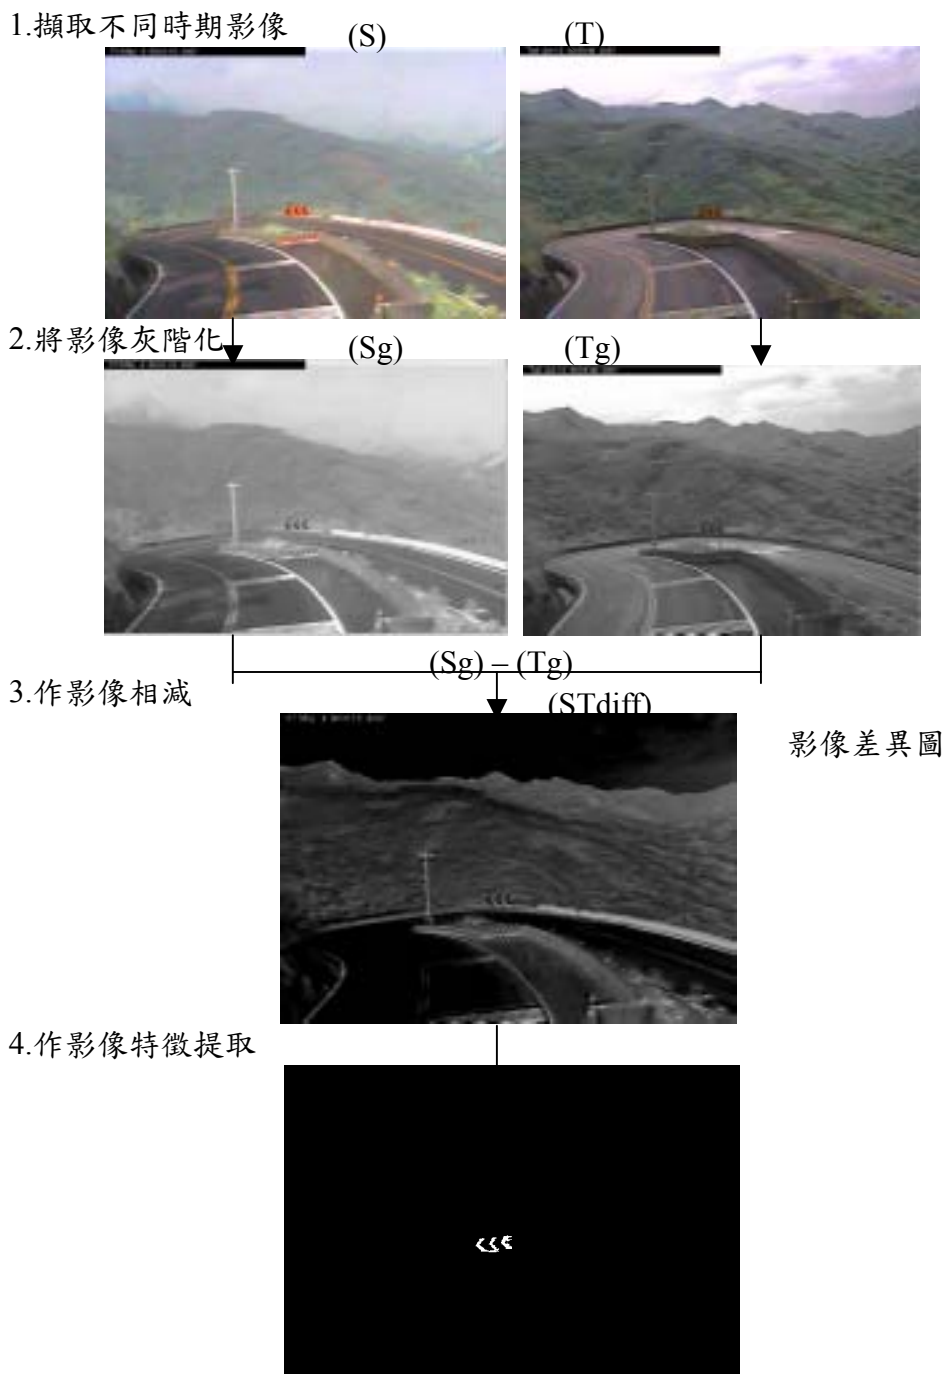 1.擷取不同時期影像
(S)
(T)
2.將影像灰階化
(Sg)
(Tg)
(Sg) – (Tg)
3.作影像相減
(STdiff)
影像差異圖
4.作影像特徵提取